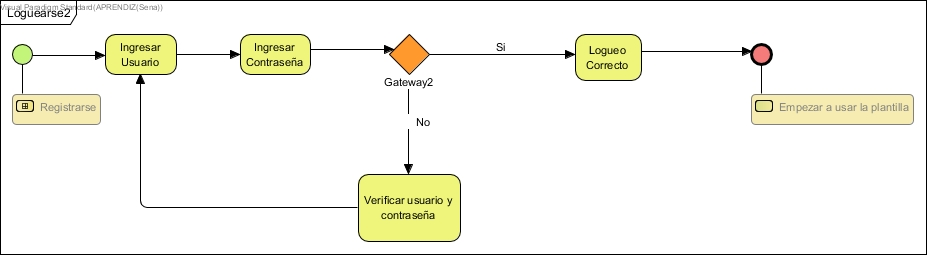 Visual Paradigm Standard(APRENDIZ(Sena))
Loguearse2
Ingresar
Usuario
Ingresar
Contraseña
Gateway2
Si
Logueo
Correcto
Registrarse
Empezar a usar la plantilla
No
Verificar usuario y
contraseña